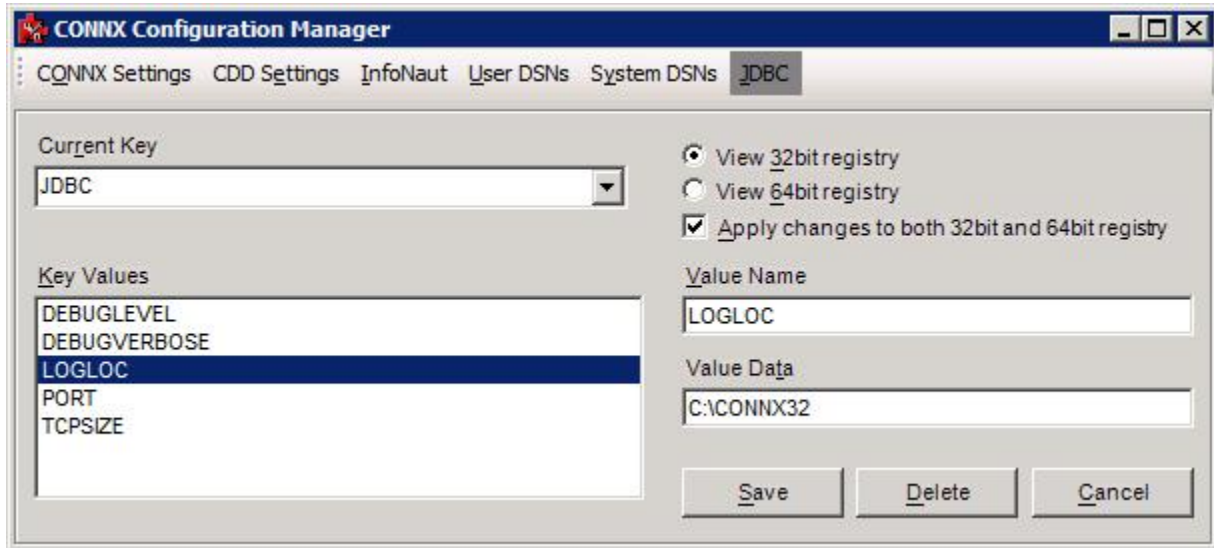 CONNX Configuration Manager
CONNX Settings CDD Settings InfoNaut User DSNs System DSNs JDBC
Current Key
JDBC
View 32bit registry
View 64bit registry
Apply changes to both 32bit and 64bit registry
Key Values
DEBUGLEVEL
DEBUGVERBOSE
LOGLOC
PORT
TCPSIZE
Value Name
LOGLOC
Value Data
C:\CONNX32
Save Delete Cancel